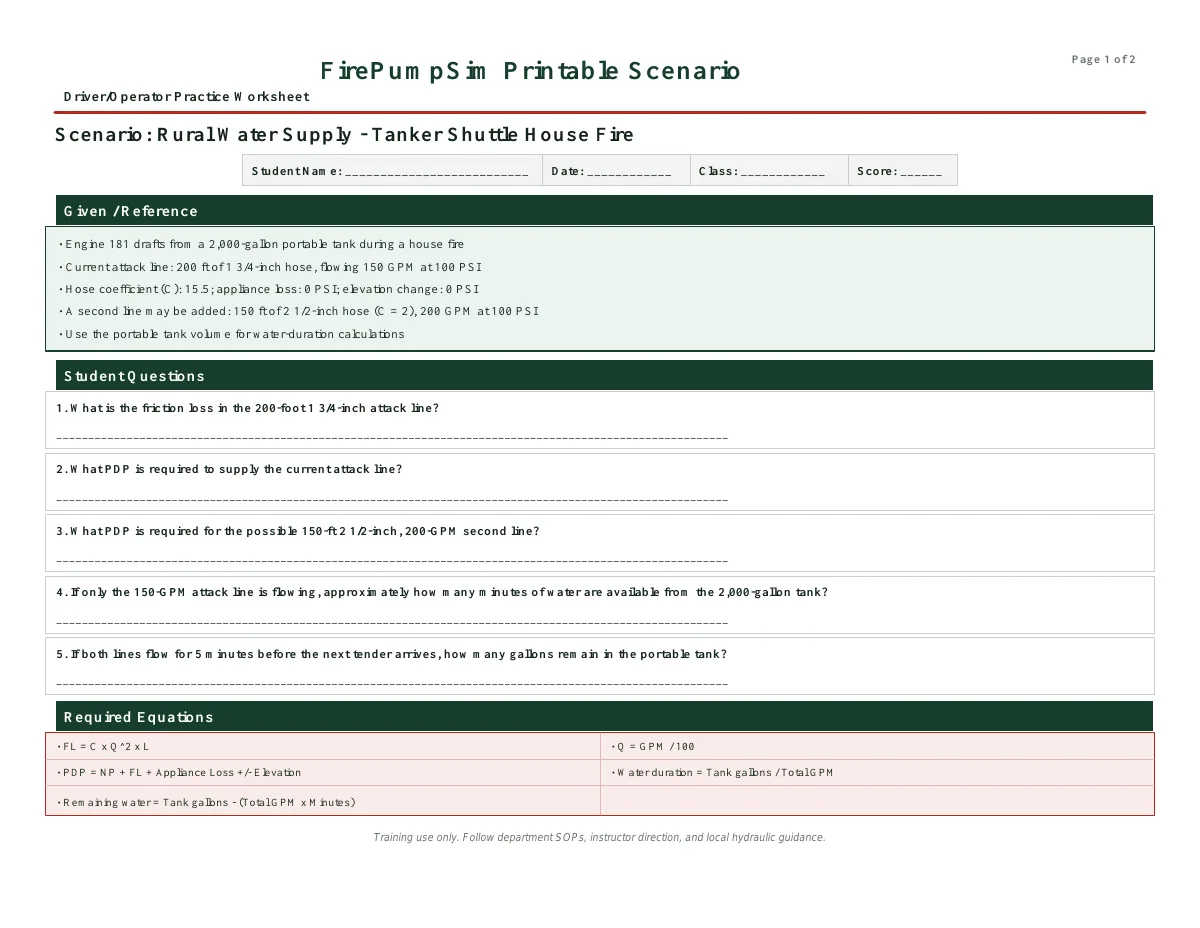 Page 1 of 2
FirePumpSim Printable Scenario
Driver/Operator Practice Worksheet
Scenario: Rural Water Supply - Tanker Shuttle House Fire
Student Name: __________________________ Date: ____________ Class: ____________ Score: ______
Given / Reference
• Engine 181 drafts from a 2,000-gallon portable tank during a house fire
• Current attack line: 200 ft of 1 3/4-inch hose, flowing 150 GPM at 100 PSI
• Hose coefficient (C): 15.5; appliance loss: 0 PSI; elevation change: 0 PSI
• A second line may be added: 150 ft of 2 1/2-inch hose (C = 2), 200 GPM at 100 PSI
• Use the portable tank volume for water-duration calculations
Student Questions
1. What is the friction loss in the 200-foot 1 3/4-inch attack line?
2. What PDP is required to supply the current attack line?
3. What PDP is required for the possible 150-ft 2 1/2-inch, 200-GPM second line?
4. If only the 150-GPM attack line is flowing, approximately how many minutes of water are available from the 2,000-gallon tank?
5. If both lines flow for 5 minutes before the next tender arrives, how many gallons remain in the portable tank?
Required Equations
• FL = C x Q^2 x L
• Q = GPM / 100
• PDP = NP + FL + Appliance Loss +/- Elevation
• Water duration = Tank gallons / Total GPM
• Remaining water = Tank gallons - (Total GPM x Minutes)
Training use only. Follow department SOPs, instructor direction, and local hydraulic guidance.